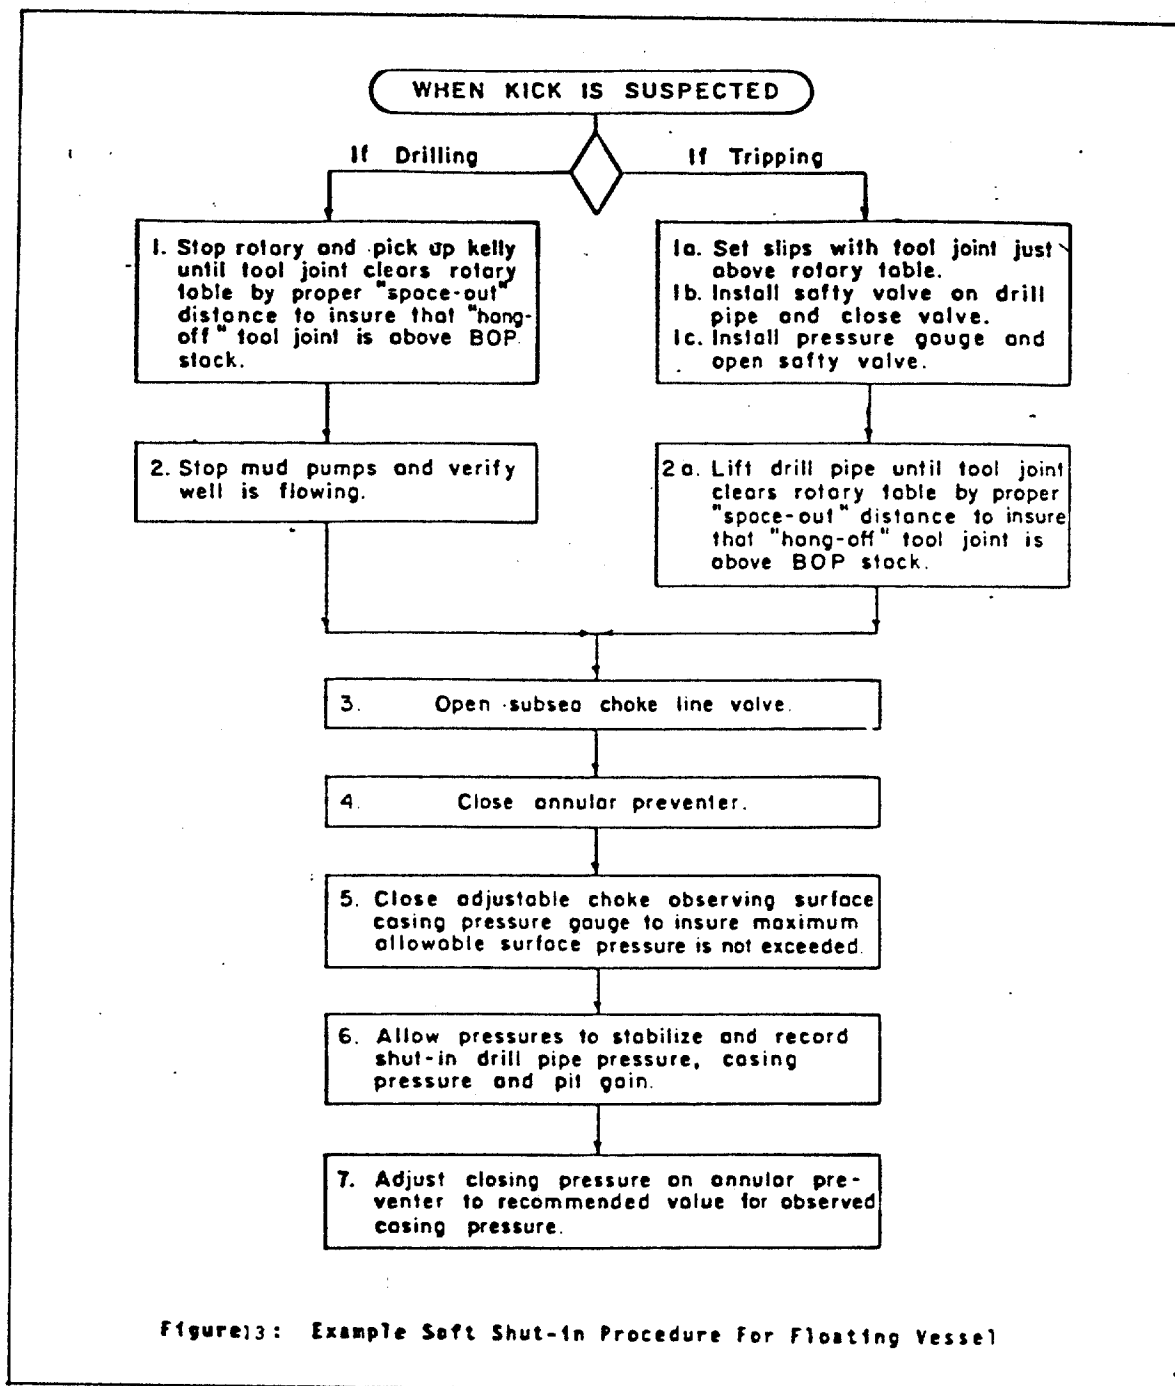 WHEN KICK IS SUSPECTED
If Drilling
If Tripping
1. Stop rotary and pick up kelly
until tool joint clears rotary
table by proper "space-out"
distance to insure that "hang-
off" tool joint is above BOP
stack.
1a. Set slips with tool joint just
above rotary table.
1b. Install safty valve on drill
pipe and close valve.
1c. Install pressure gauge and
open safty valve.
2. Stop mud pumps and verify
well is flowing.
2a. Lift drill pipe until tool joint
clears rotary table by proper
"space-out" distance to insure
that "hang-off" tool joint is
above BOP stack.
3. Open subsea choke line valve.
4. Close annular preventer.
5. Close adjustable choke observing surface
casing pressure gauge to insure maximum
allowable surface pressure is not exceeded.
6. Allow pressures to stabilize and record
shut-in drill pipe pressure, casing
pressure and pit gain.
7. Adjust closing pressure on annular pre-
venter to recommended value for observed
casing pressure.
Figure13: Example Soft Shut-in Procedure For Floating Vessel